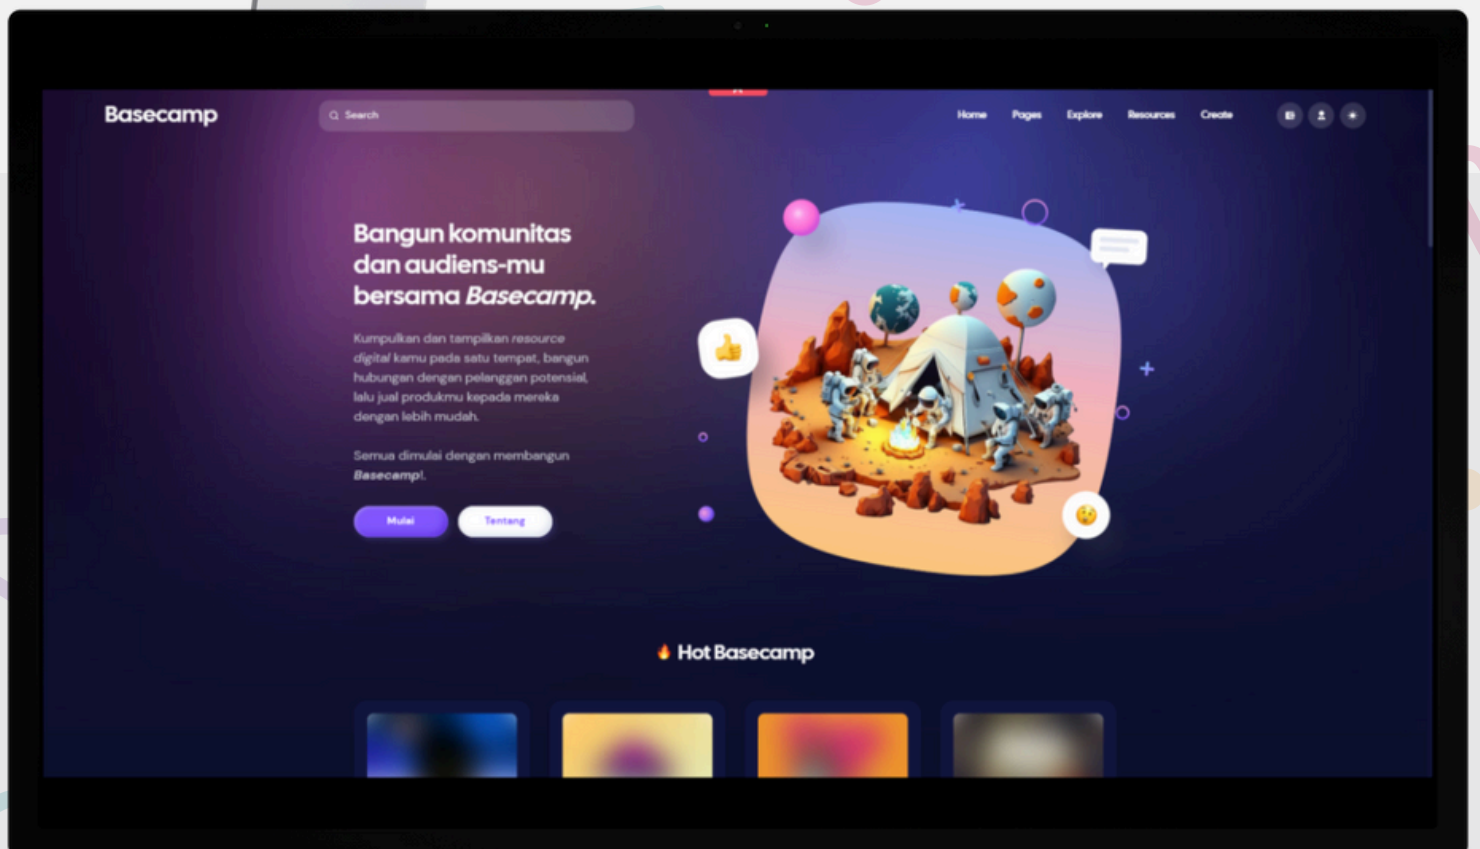 Basecamp
Search
Home Pages Explore Resources Create
Bangun komunitas
dan audiens-mu
bersama Basecamp.
Kumpulkan dan tampilkan resource
digital kamu pada satu tempat, bangun
hubungan dengan pelanggan potensial,
lalu jual produkmu kepada mereka
dengan lebih mudah.
Semua dimulai dengan membangun
Basecamp!.
Mulai Tentang
🔥 Hot Basecamp